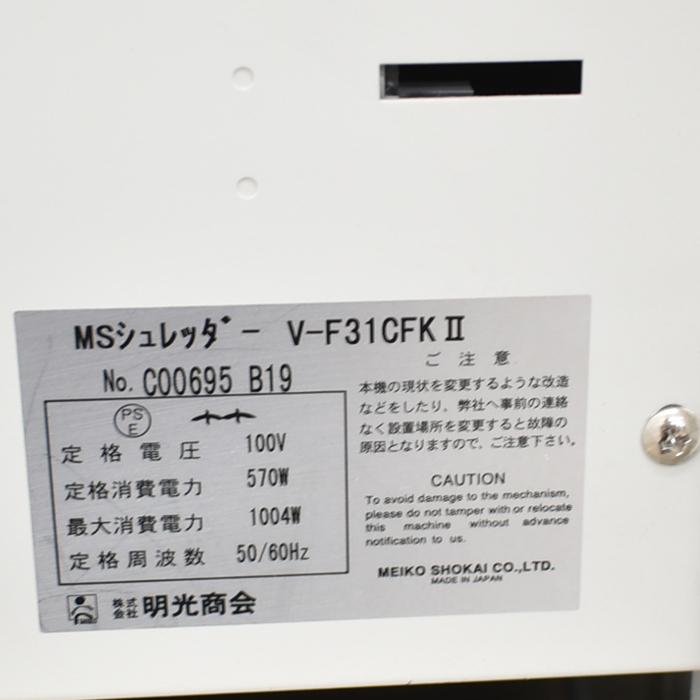 MSシュレッダー V-F31CFKⅡ
No. C00695 B19
PS
E
定格電圧 100V
定格消費電力 570W
最大消費電力 1004W
定格周波数 50/60Hz
株式会社 明光商会
ご注意
本機の現状を変更するような改造
などをしたり、弊社へ事前の連絡
なく設置場所を変更すると故障の
原因となりますので、ご注意下さい。
CAUTION
To avoid damage to the mechanism,
please do not tamper with or relocate
this machine without advance
notification to us.
MEIKO SHOKAI CO.,LTD.
MADE IN JAPAN